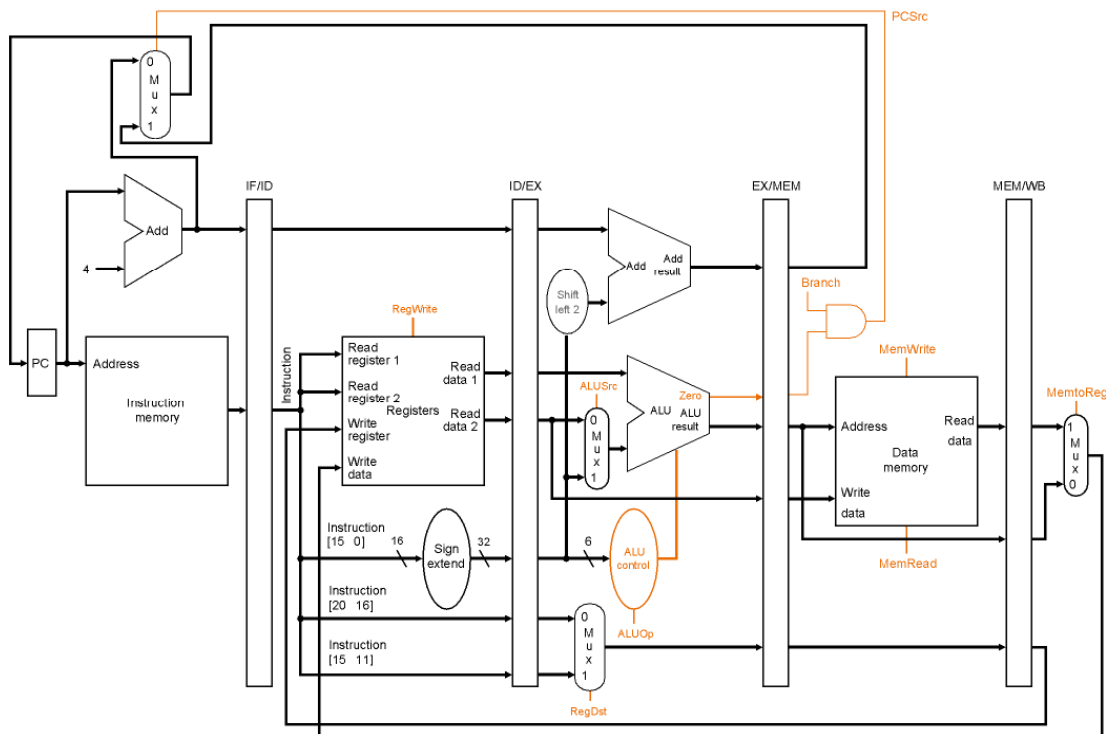 PCSrc
0
M
u
x
1
IF/ID
ID/EX
EX/MEM
MEM/WB
Add
4
Add
Add
result
Shift
left 2
Branch
RegWrite
PC
Address
Instruction
memory
Instruction
Read
register 1
Read
register 2
Write
register
Write
data
Registers
Read
data 1
Read
data 2
ALUSrc
0
M
u
x
1
Zero
ALU
ALU
result
MemWrite
Address
Read
data
Data
memory
Write
data
MemRead
MemtoReg
1
M
u
x
0
Instruction
[15 0]
16
Sign
extend
32
6
ALU
control
ALUOp
Instruction
[20 16]
Instruction
[15 11]
0
M
u
x
1
RegDst